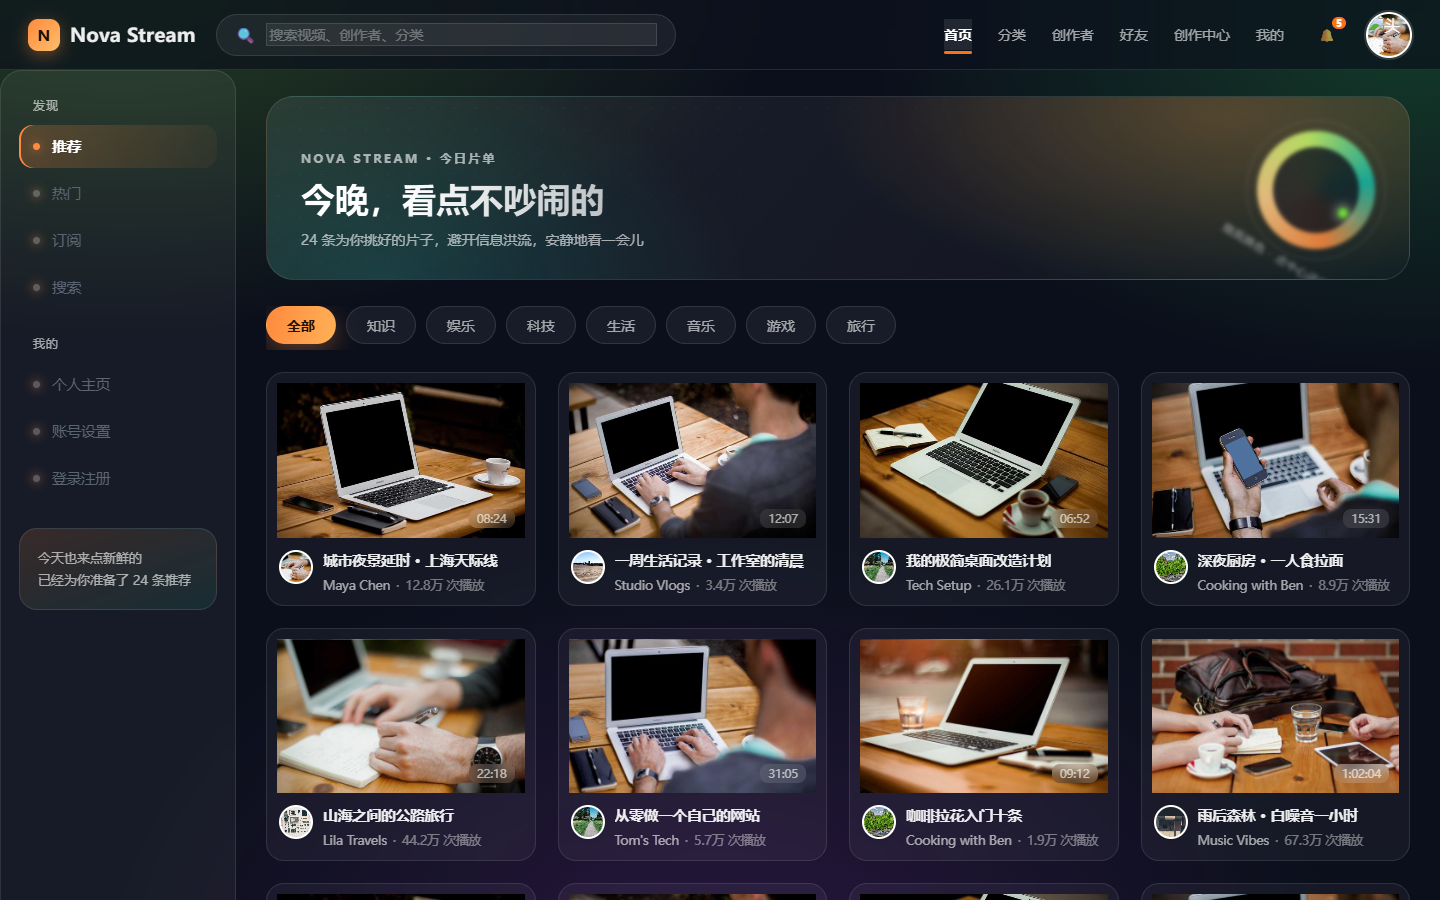 N Nova Stream
搜索视频、创作者、分类
首页 分类 创作者 好友 创作中心 我的 5 头
发现
推荐
热门
订阅
搜索
我的
个人主页
账号设置
登录注册
今天也来点新鲜的
已经为你准备了 24 条推荐
NOVA STREAM • 今日片单
今晚，看点不吵闹的
24 条为你挑好的片子，避开信息洪流，安静地看一会儿
全部 知识 娱乐 科技 生活 音乐 游戏 旅行
08:24 12:07 06:52 15:31
城市夜景延时 • 上海天际线
Maya Chen · 12.8万 次播放
一周生活记录 • 工作室的清晨
Studio Vlogs · 3.4万 次播放
我的极简桌面改造计划
Tech Setup · 26.1万 次播放
深夜厨房 • 一人食拉面
Cooking with Ben · 8.9万 次播放
22:18 31:05 09:12 1:02:04
山海之间的公路旅行
Lila Travels · 44.2万 次播放
从零做一个自己的网站
Tom's Tech · 5.7万 次播放
咖啡拉花入门十条
Cooking with Ben · 1.9万 次播放
雨后森林 • 白噪音一小时
Music Vibes · 67.3万 次播放